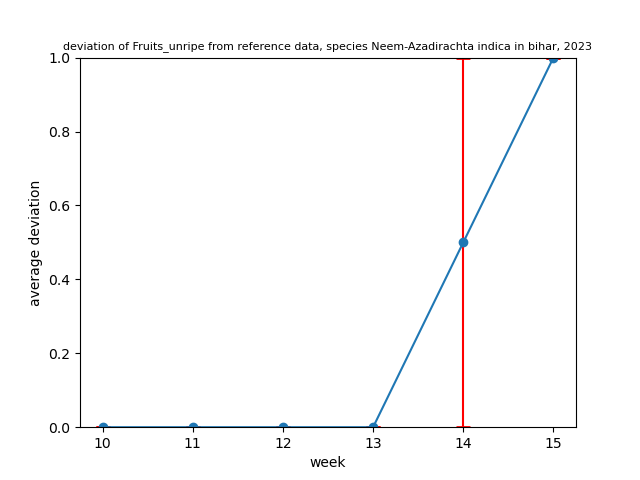 deviation of Fruits_unripe from reference data, species Neem-Azadirachta indica in bihar, 2023
1.0
0.8
0.6
0.4
0.2
0.0
average deviation
10 11 12 13 14 15
week